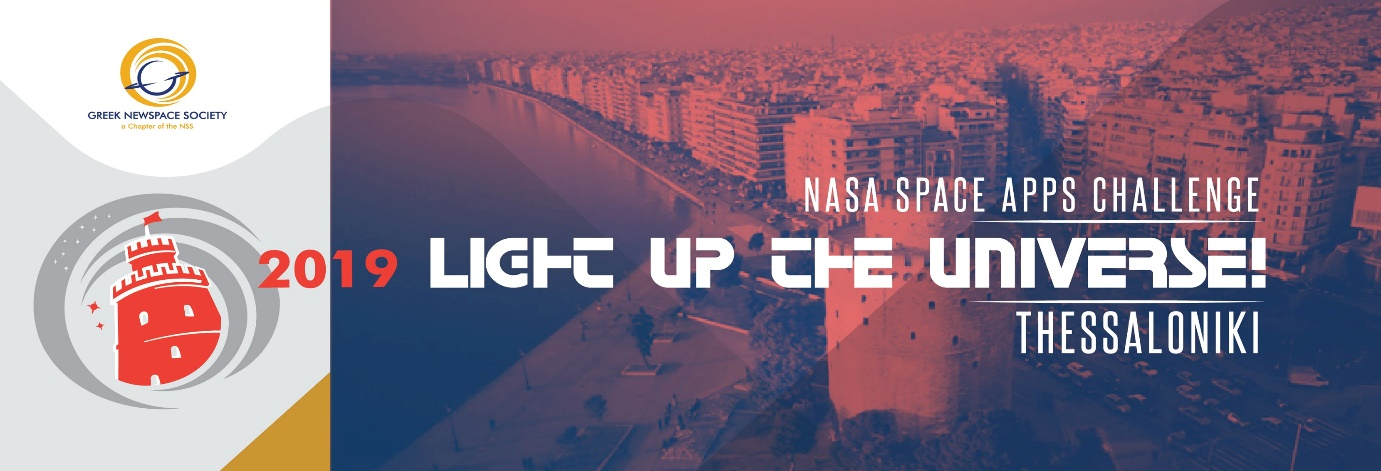 GREEK NEWSPACE SOCIETY
a Chapter of the NSS
NASA SPACE APPS CHALLENGE
2019 LIGHT UP THE UNIVERSE!
THESSALONIKI